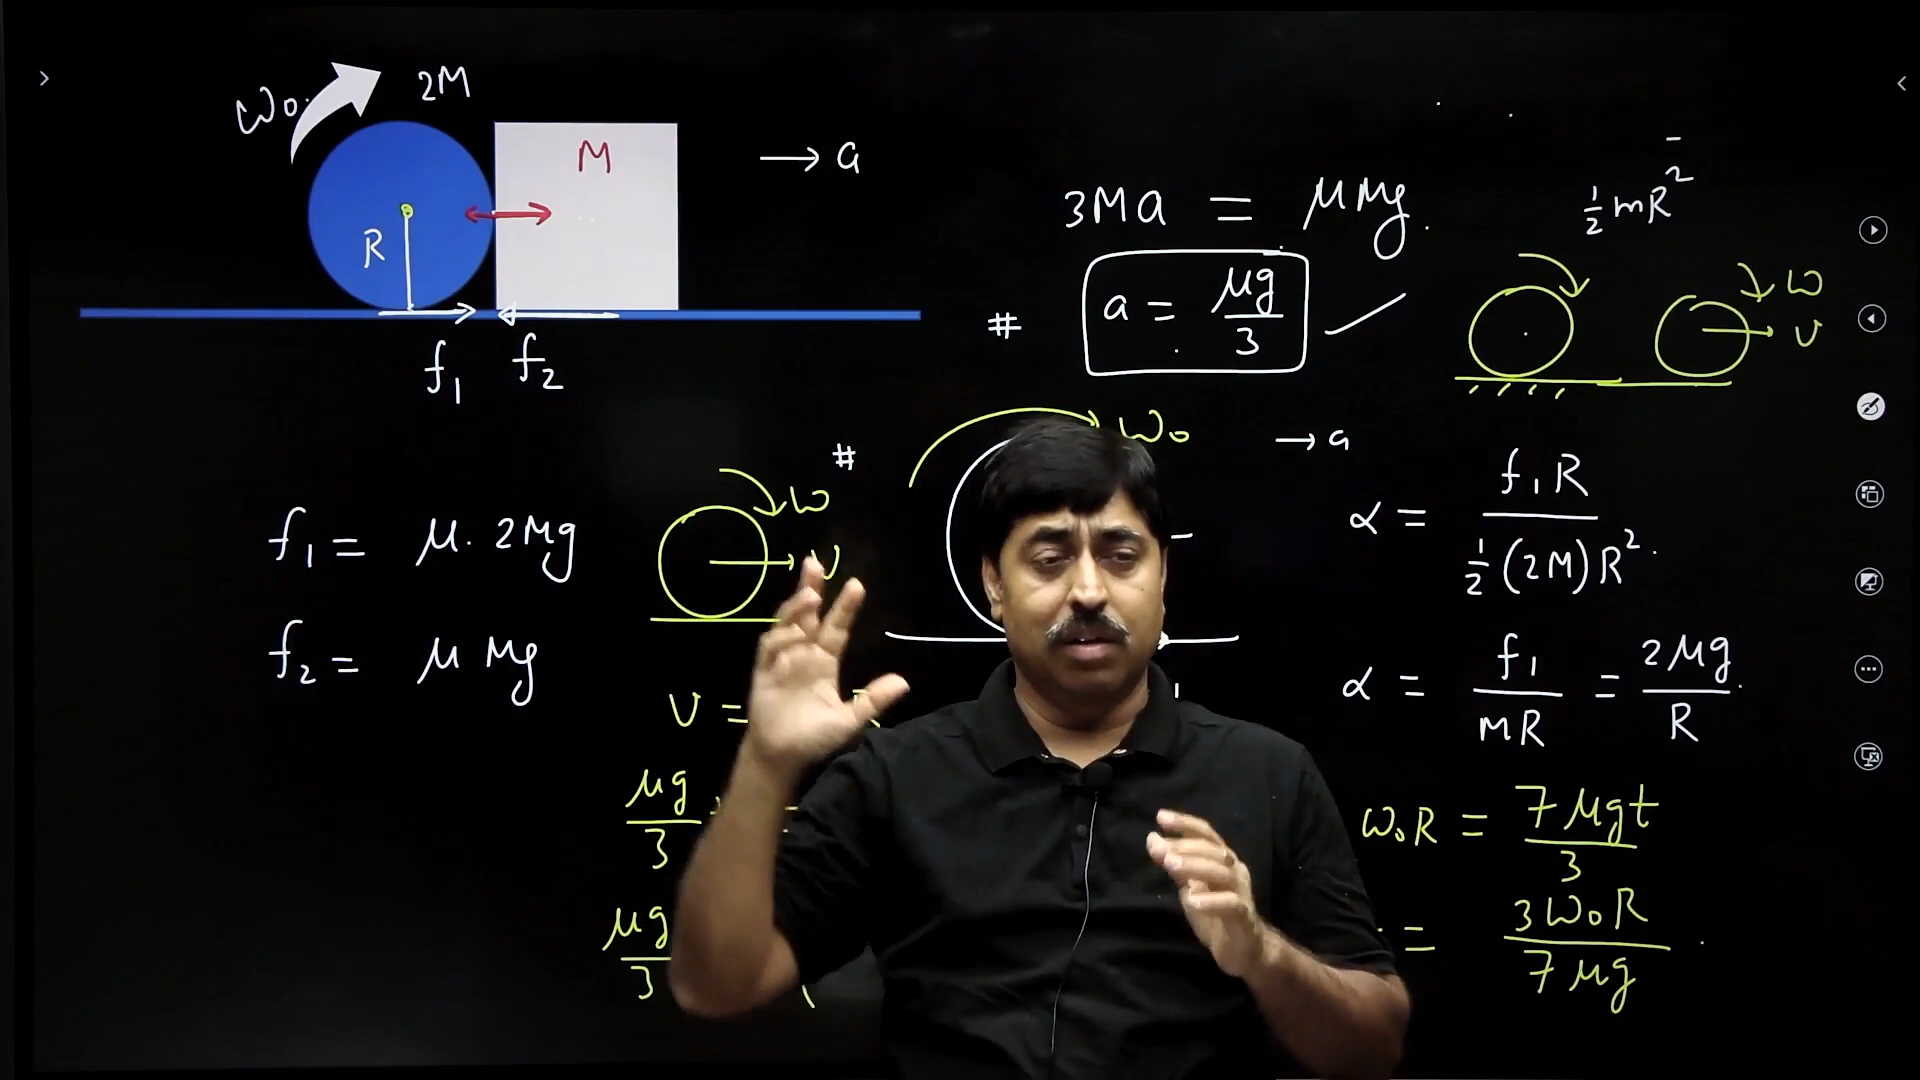 ω₀
2M
M
→ a
R
f₁ f₂
3Ma = μMg
½mR²
# a = μg/3
ω
v
f₁ = μ. 2Mg
f₂ = μ Mg
#
ω
v
ω₀
→ a
α = f₁R / ½(2M)R²
α = f₁/MR = 2μg/R
v =
μg/3
μg/3
ω₀R = 7μgt/3
= 3ω₀R/7μg